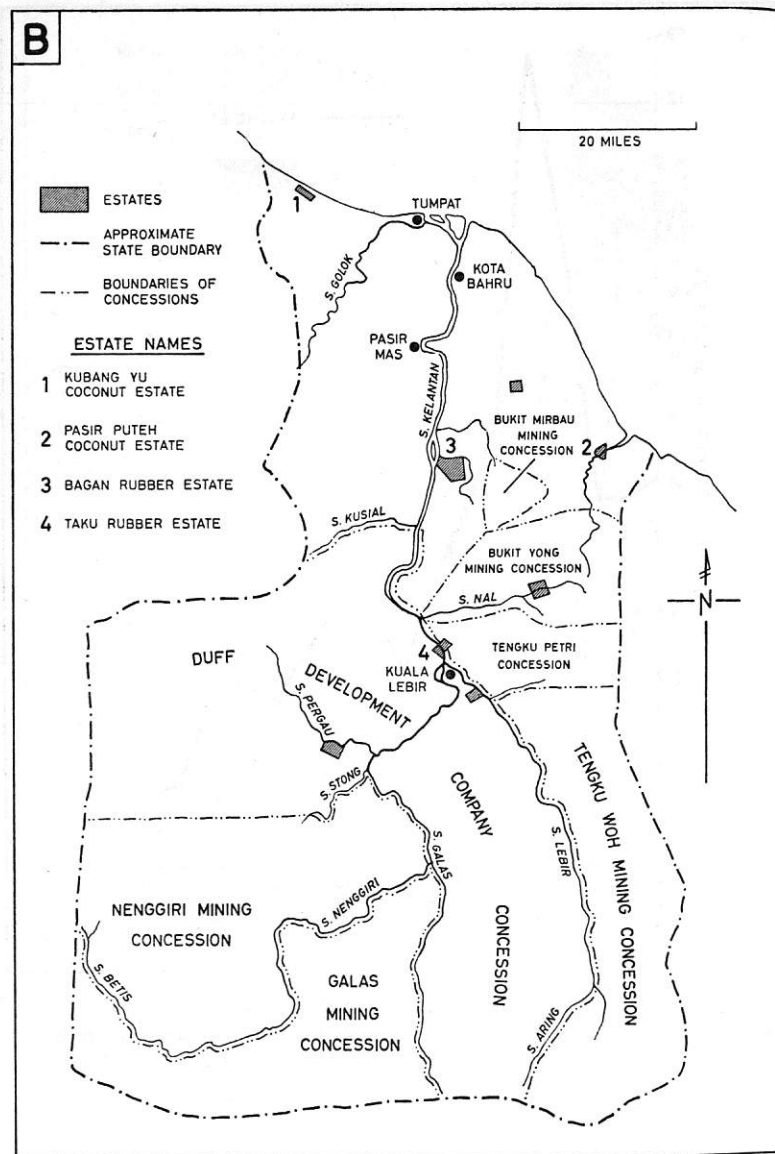 B
20 MILES
ESTATES
APPROXIMATE
STATE BOUNDARY
BOUNDARIES OF
CONCESSIONS
ESTATE NAMES
1 KUBANG YU
COCONUT ESTATE
2 PASIR PUTEH
COCONUT ESTATE
3 BAGAN RUBBER ESTATE
4 TAKU RUBBER ESTATE
1
TUMPAT
S. GOLOK
KOTA
BAHRU
PASIR
MAS
S. KELANTAN
BUKIT MIRBAU
MINING
CONCESSION
3
2
S. KUSIAL
BUKIT YONG
MINING CONCESSION
S. NAL
N
4
TENGKU PETRI
CONCESSION
KUALA
LEBIR
DUFF
DEVELOPMENT
COMPANY
CONCESSION
S. PERGAU
S. STONG
S. GALAS
S. LEBIR
TENGKU WOH MINING CONCESSION
S. NENGGIRI
NENGGIRI MINING
CONCESSION
S. BETIS
GALAS
MINING
CONCESSION
S. ARING